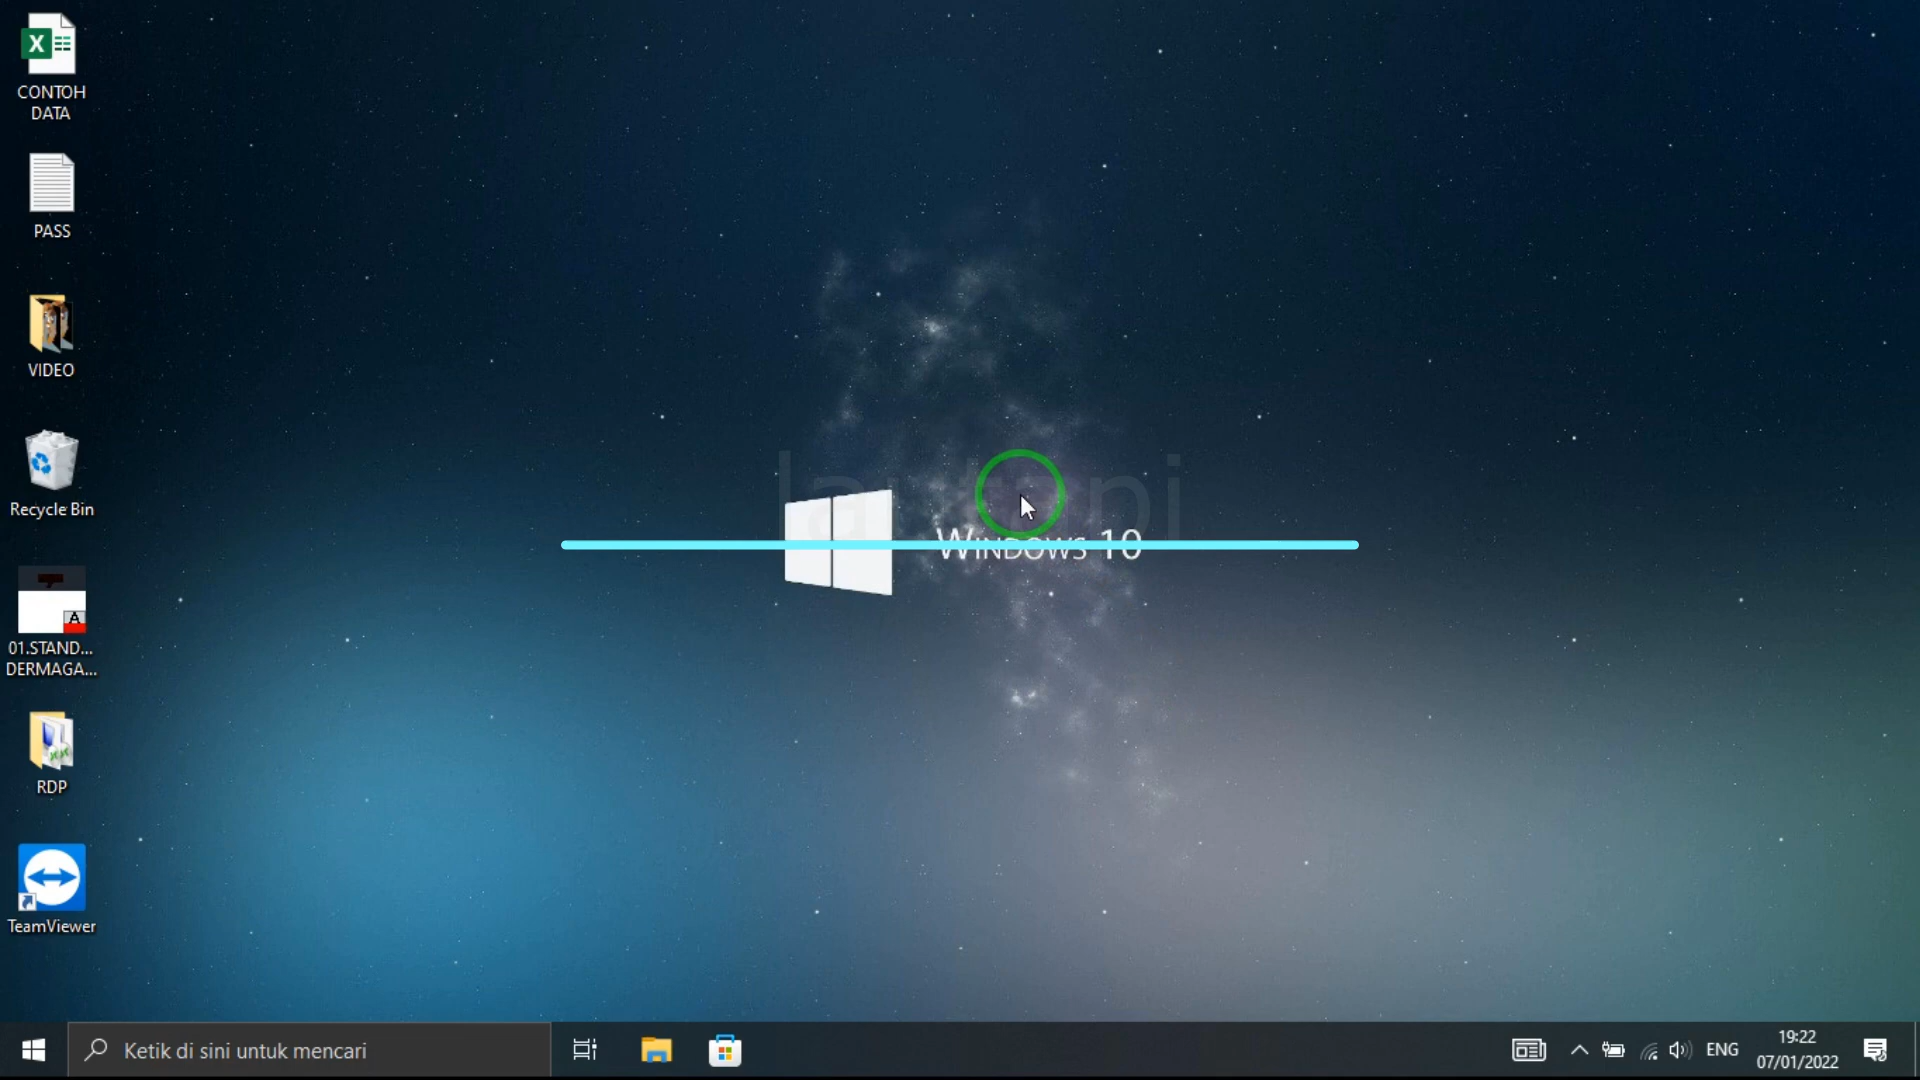 CONTOH
DATA
PASS
VIDEO
Recycle Bin
01.STAND...
DERMAGA...
RDP
TeamViewer
WINDOWS 10
Ketik di sini untuk mencari
ENG
19:22
07/01/2022